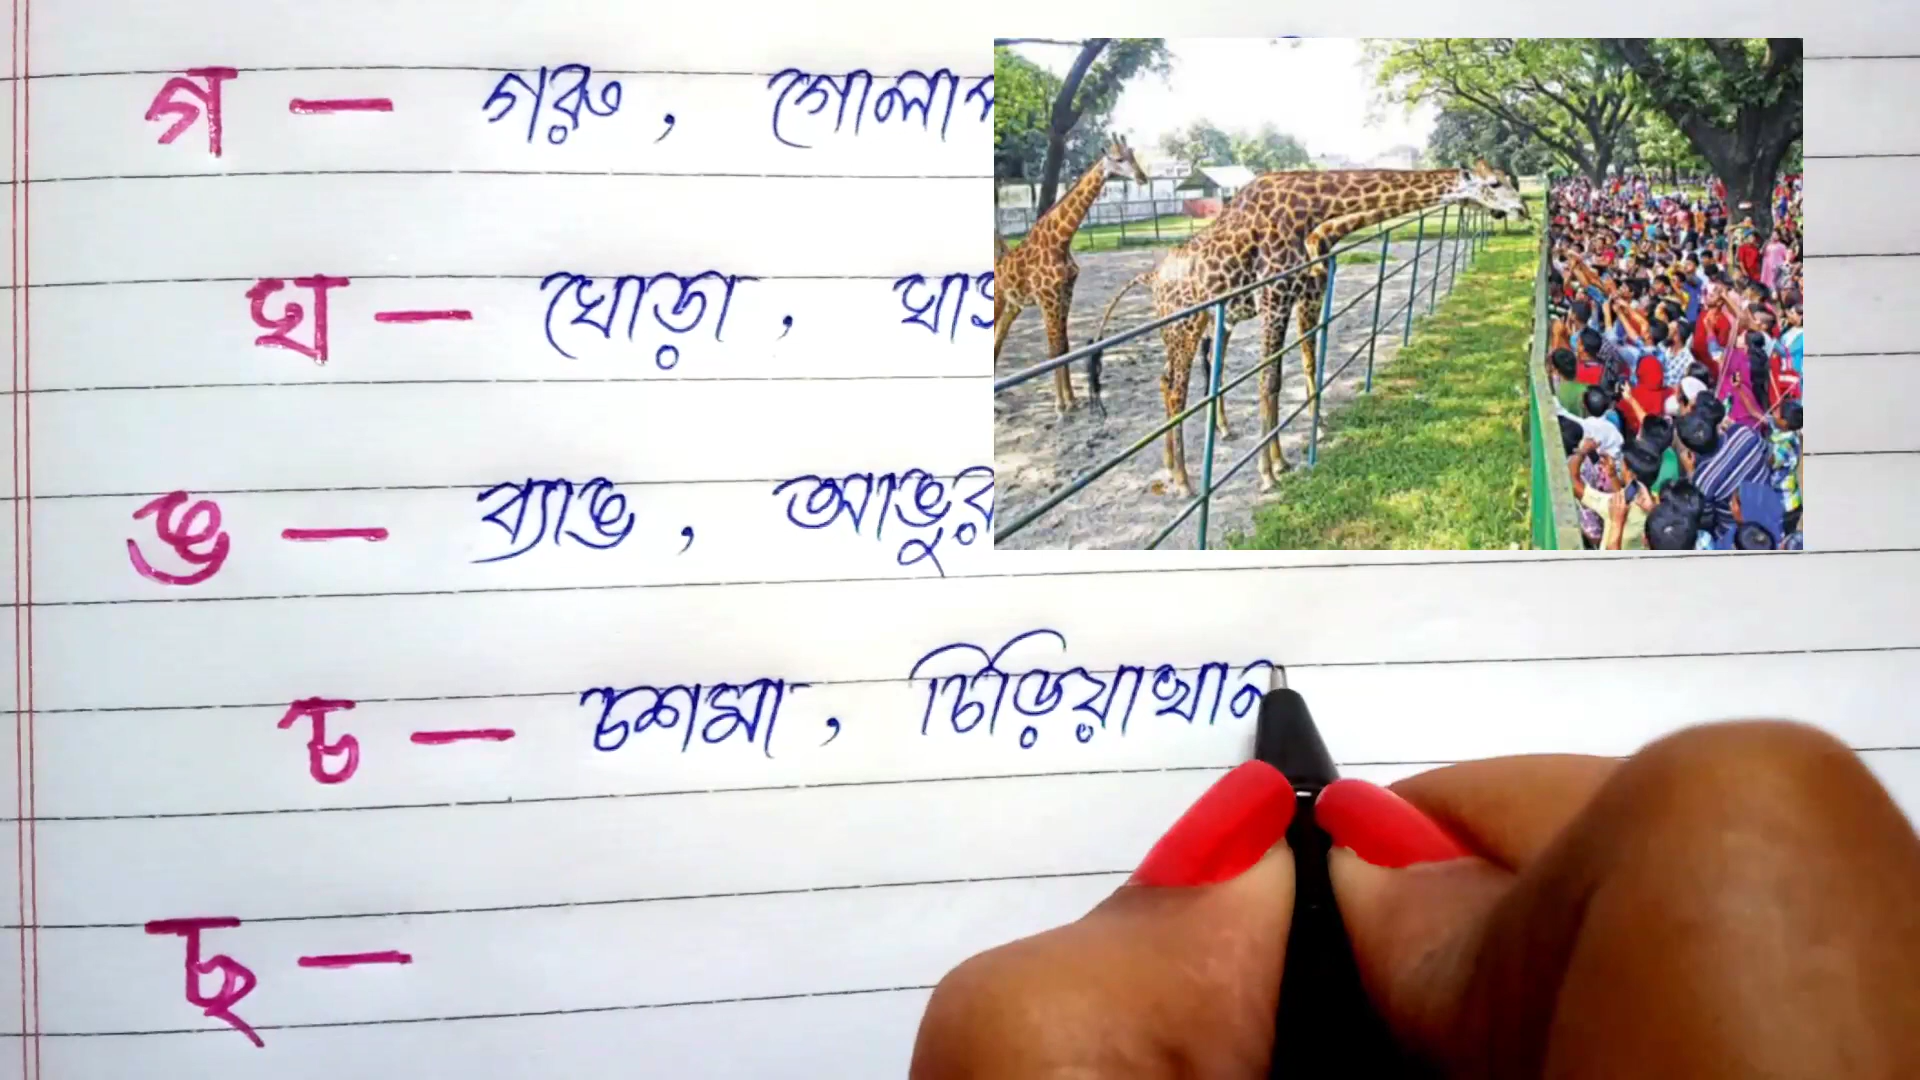 গ — গরু, গোলাপ
ঘ — ঘোড়া, ঘাস
ঙ — ব্যাঙ, আঙুর
চ — চশমা, চিড়িয়াখান
ছ —